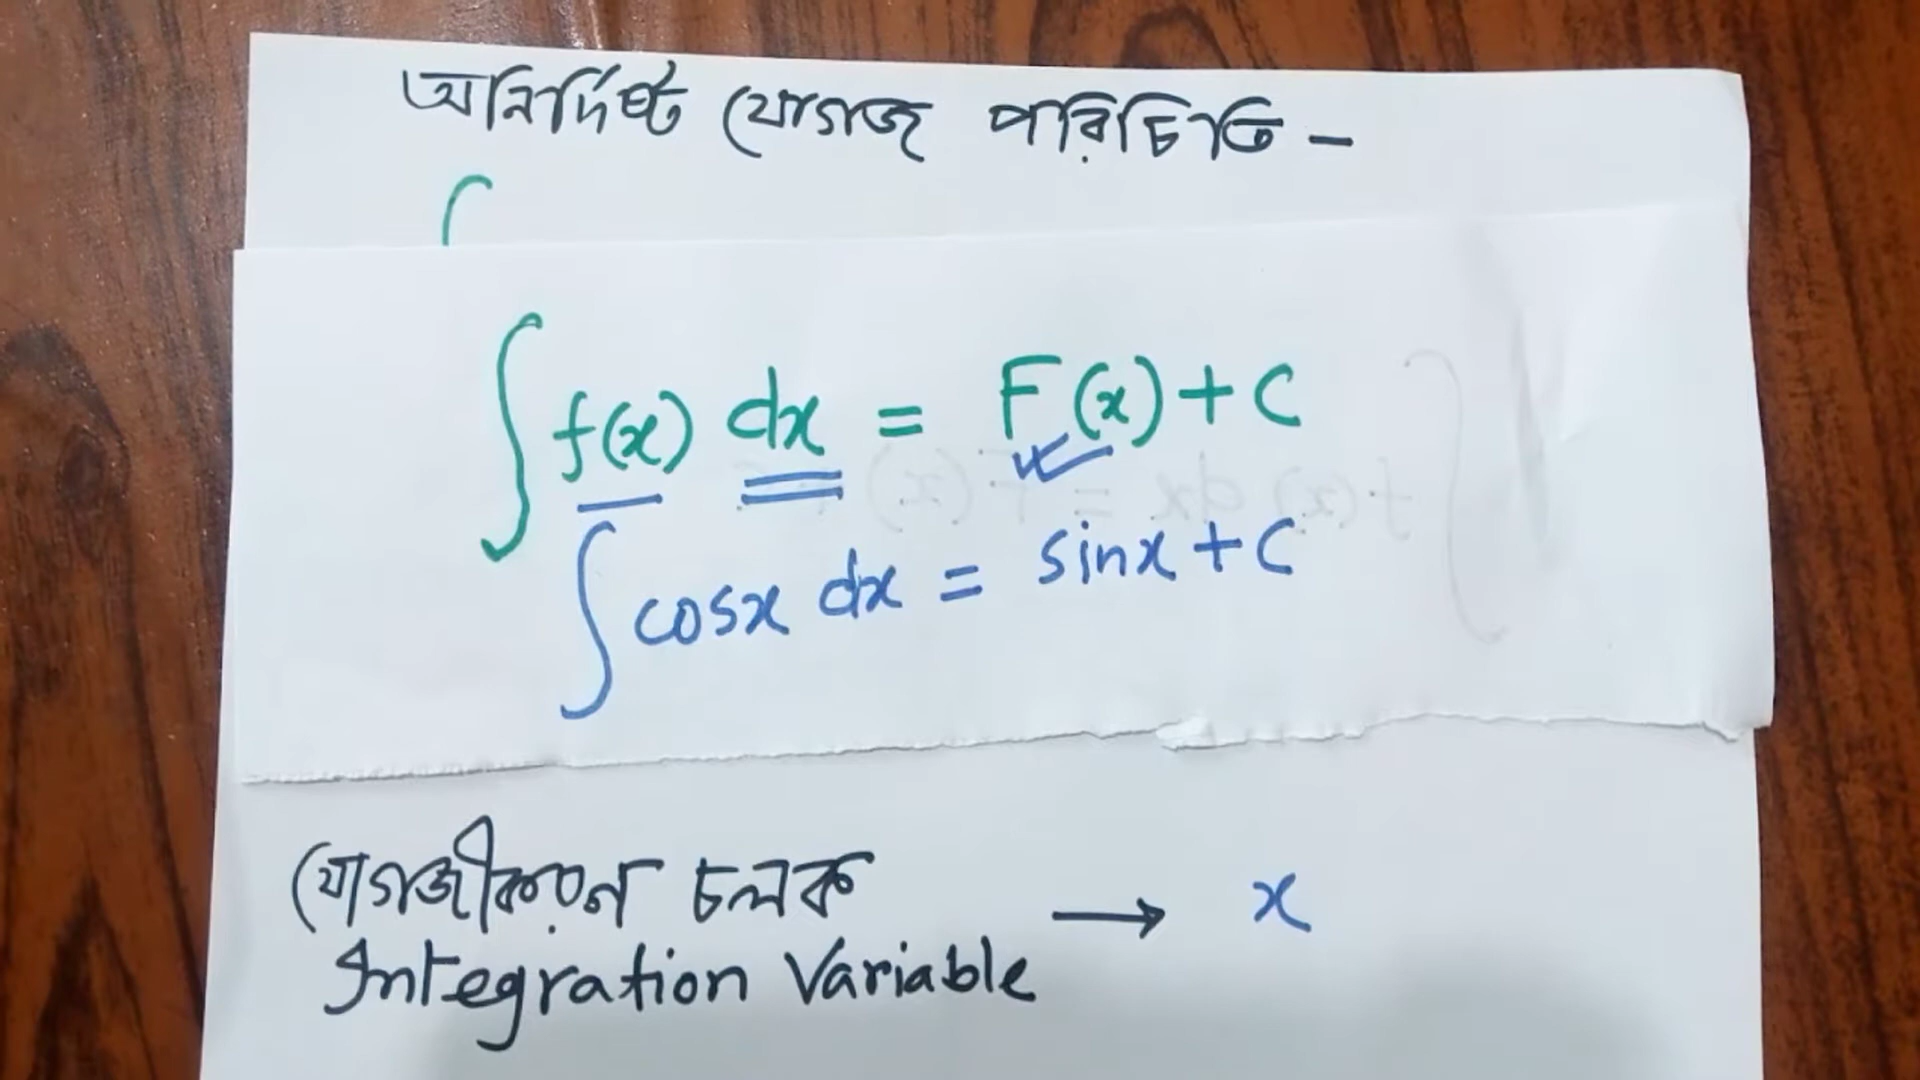 অনির্দিষ্ট যোগজ পরিচিতি -
∫
∫ f(x) dx = F(x) + C
∫ cosx dx = sinx + C
যোগজীকরণ চলক → x
Integration Variable